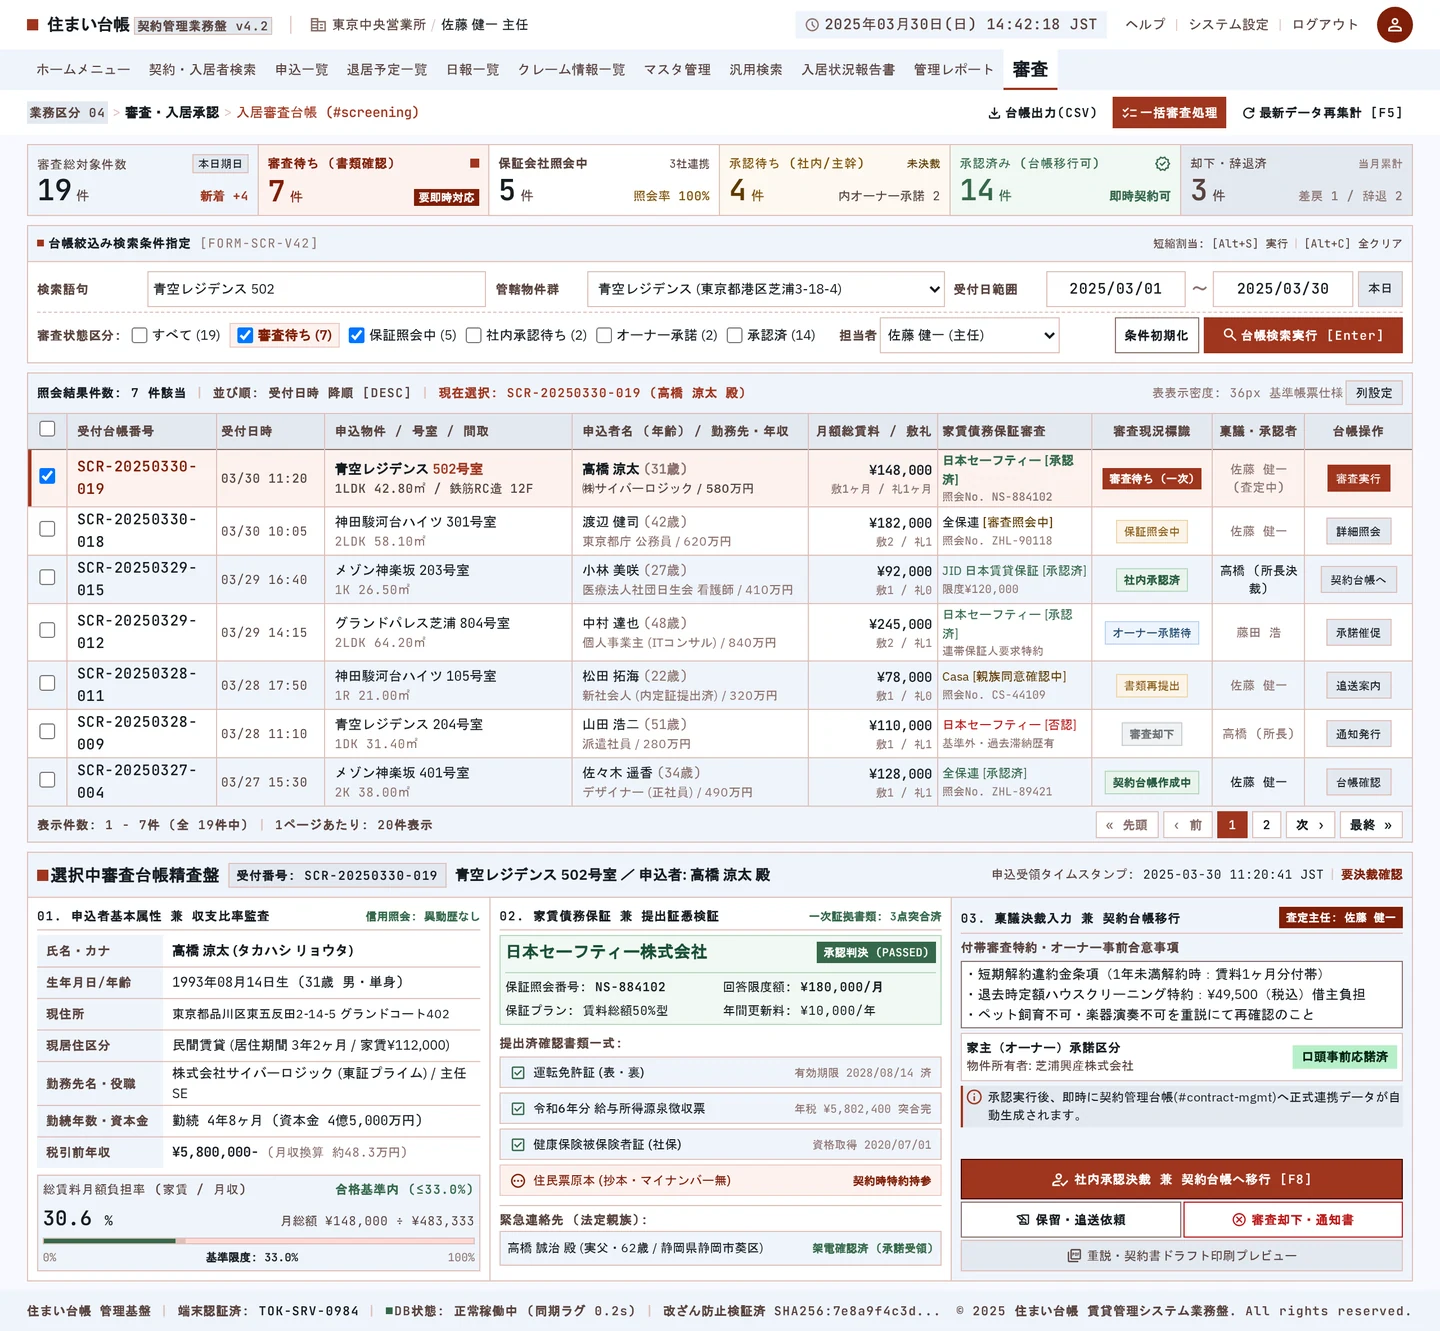 住まい台帳 契約管理業務盤 v4.2 東京中央営業所 / 佐藤 健一 主任 2025年03月30日(日) 14:42:18 JST ヘルプ | システム設定 | ログアウト
ホームメニュー 契約・入居者検索 申込一覧 退居予定一覧 日報一覧 クレーム情報一覧 マスタ管理 汎用検索 入居状況報告書 管理レポート 審査
業務区分 04 > 審査・入居承認 > 入居審査台帳 (#screening) 台帳出力(CSV) 一括審査処理 最新データ再集計 [F5]
審査総対象件数 本日期日
19 件 新着 +4
審査待ち (書類確認)
7 件 要即時対応
保証会社照会中 3社連携
5 件 照会率 100%
承認待ち (社内/主幹) 未決裁
4 件 内オーナー承諾 2
承認済み (台帳移行可)
14 件 即時契約可
却下・辞退済 当月累計
3 件 差戻 1 / 辞退 2
台帳絞込み検索条件指定 [FORM-SCR-V42] 短縮割当: [Alt+S] 実行 | [Alt+C] 全クリア
検索語句 青空レジデンス 502 管轄物件群 青空レジデンス (東京都港区芝浦3-18-4) 受付日範囲 2025/03/01 〜 2025/03/30 本日
審査状態区分: すべて (19) 審査待ち (7) 保証照会中 (5) 社内承認待ち (2) オーナー承諾 (2) 承認済 (14) 担当者 佐藤 健一 (主任) 条件初期化 台帳検索実行 [Enter]
照会結果件数: 7 件該当 | 並び順: 受付日時 降順 [DESC] | 現在選択: SCR-20250330-019 (高橋 涼太 殿) 表表示密度: 36px 基準帳票仕様 列設定
受付台帳番号 受付日時 申込物件 / 号室 / 間取 申込者名 (年齢) / 勤務先・年収 月額総賃料 / 敷礼 家賃債務保証審査 審査現況標識 稟議・承認者 台帳操作
SCR-20250330-019 03/30 11:20 青空レジデンス 502号室 高橋 涼太 (31歳) ¥148,000 日本セーフティー [承認済] 審査待ち (一次) 佐藤 健一 (査定中) 審査実行
1LDK 42.80㎡ / 鉄筋RC造 12F ㈱サイバーロジック / 580万円 敷1ヶ月 / 礼1ヶ月 照会No. NS-884102
SCR-20250330-018 03/30 10:05 神田駿河台ハイツ 301号室 渡辺 健司 (42歳) ¥182,000 全保連 [審査照会中] 保証照会中 佐藤 健一 詳細照会
2LDK 58.10㎡ 東京都庁 公務員 / 620万円 敷2 / 礼1 照会No. ZHL-90118
SCR-20250329-015 03/29 16:40 メゾン神楽坂 203号室 小林 美咲 (27歳) ¥92,000 JID 日本賃貸保証 [承認済] 社内承認済 高橋 (所長決裁) 契約台帳へ
1K 26.50㎡ 医療法人社団日生会 看護師 / 410万円 敷1 / 礼0 限度¥120,000
SCR-20250329-012 03/29 14:15 グランドパレス芝浦 804号室 中村 達也 (48歳) ¥245,000 日本セーフティー [承認済] オーナー承諾待 藤田 浩 承諾催促
2LDK 64.20㎡ 個人事業主 (ITコンサル) / 840万円 敷2 / 礼1 連帯保証人要求特約
SCR-20250328-011 03/28 17:50 神田駿河台ハイツ 105号室 松田 拓海 (22歳) ¥78,000 Casa [親族同意確認中] 書類再提出 佐藤 健一 追送案内
1R 21.00㎡ 新社会人 (内定証提出済) / 320万円 敷1 / 礼0 照会No. CS-44109
SCR-20250328-009 03/28 11:10 青空レジデンス 204号室 山田 浩二 (51歳) ¥110,000 日本セーフティー [否認] 審査却下 高橋 (所長) 通知発行
1DK 31.40㎡ 派遣社員 / 280万円 敷1 / 礼1 基準外・過去滞納歴有
SCR-20250327-004 03/27 15:30 メゾン神楽坂 401号室 佐々木 遥香 (34歳) ¥128,000 全保連 [承認済] 契約台帳作成中 佐藤 健一 台帳確認
2K 38.00㎡ デザイナー (正社員) / 490万円 敷1 / 礼1 照会No. ZHL-89421
表示件数: 1 - 7件 (全 19件中) | 1ページあたり: 20件表示 « 先頭 ‹ 前 1 2 次 › 最終 »
選択中審査台帳精査盤 受付番号: SCR-20250330-019 青空レジデンス 502号室 ／ 申込者: 高橋 涼太 殿 申込受領タイムスタンプ: 2025-03-30 11:20:41 JST | 要決裁確認
01. 申込者基本属性 兼 収支比率監査 信用照会: 異動歴なし
氏名・カナ 高橋 涼太 (タカハシ リョウタ)
生年月日/年齢 1993年08月14日生 (31歳 男・単身)
現住所 東京都品川区東五反田2-14-5 グランドコート402
現居住区分 民間賃貸 (居住期間 3年2ヶ月 / 家賃¥112,000)
勤務先名・役職 株式会社サイバーロジック (東証プライム) / 主任SE
勤続年数・資本金 勤続 4年8ヶ月 (資本金 4億5,000万円)
税引前年収 ¥5,800,000- (月収換算 約48.3万円)
総賃料月額負担率 (家賃 / 月収) 合格基準内 (≤33.0%)
30.6 % 月総額 ¥148,000 ÷ ¥483,333
0% 基準限度: 33.0% 100%
02. 家賃債務保証 兼 提出証憑検証 一次証拠書類: 3点突合済
日本セーフティー株式会社 承認判決 (PASSED)
保証照会番号: NS-884102 回答限度額: ¥180,000/月
保証プラン: 賃料総額50%型 年間更新料: ¥10,000/年
提出済確認書類一式:
運転免許証 (表・裏) 有効期限 2028/08/14 済
令和6年分 給与所得源泉徴収票 年税 ¥5,802,400 突合完
健康保険被保険者証 (社保) 資格取得 2020/07/01
住民票原本 (抄本・マイナンバー無) 契約時特約持参
緊急連絡先 (法定親族):
高橋 誠治 殿 (実父・62歳 / 静岡県静岡市葵区) 架電確認済 (承諾受領)
03. 稟議決裁入力 兼 契約台帳移行 査定主任: 佐藤 健一
付帯審査特約・オーナー事前合意事項
・短期解約違約金条項（1年未満解約時：賃料1ヶ月分付帯）
・退去時定額ハウスクリーニング特約：¥49,500（税込）借主負担
・ペット飼育不可・楽器演奏不可を重説にて再確認のこと
家主 (オーナー) 承諾区分 口頭事前応諾済
物件所有者: 芝浦興産株式会社
承認実行後、即時に契約管理台帳(#contract-mgmt)へ正式連携データが自動生成されます。
社内承認決裁 兼 契約台帳へ移行 [F8]
保留・追送依頼 審査却下・通知書
重説・契約書ドラフト印刷プレビュー
住まい台帳 管理基盤 | 端末認証済: TOK-SRV-0984 | ■DB状態: 正常稼働中 (同期ラグ 0.2s) | 改ざん防止検証済 SHA256:7e8a9f4c3d... © 2025 住まい台帳 賃貸管理システム業務盤. All rights reserved.